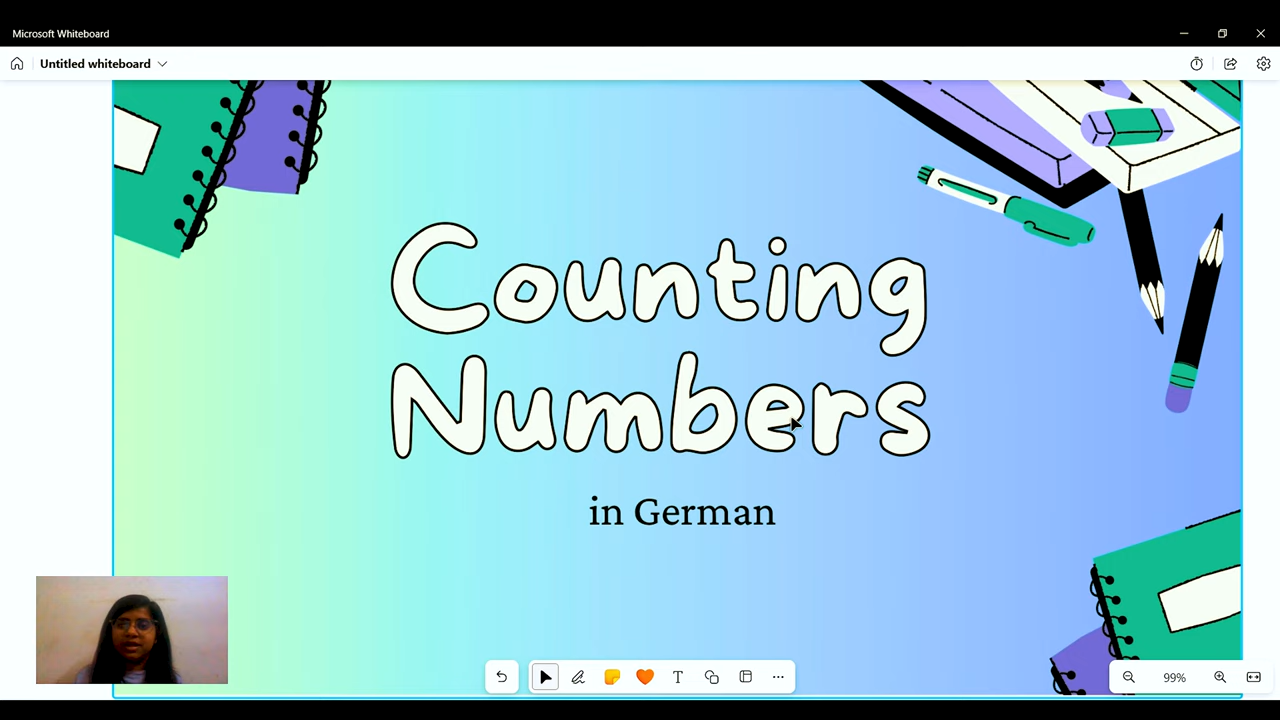 Microsoft Whiteboard
Untitled whiteboard
Counting
Numbers
in German
99%